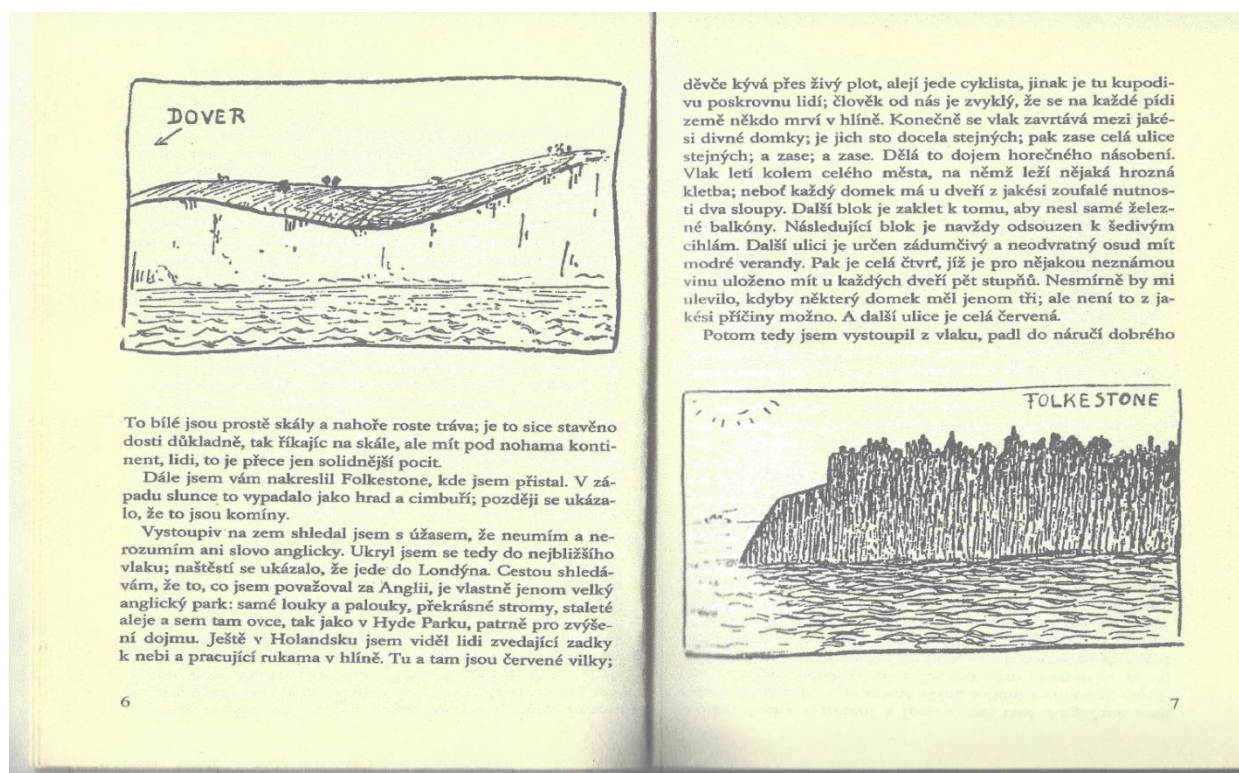 DOVER
To bílé jsou prostě skály a nahoře roste tráva; je to sice stavěno
dosti důkladně, tak říkajíc na skále, ale mít pod nohama konti-
nent, lidi, to je přece jen solidnější pocit.
Dále jsem vám nakreslil Folkestone, kde jsem přistal. V zá-
padu slunce to vypadalo jako hrad a cimbuří; později se ukáza-
lo, že to jsou komíny.
Vystoupiv na zem shledal jsem s úžasem, že neumím a ne-
rozumím ani slovo anglicky. Ukryl jsem se tedy do nejbližšího
vlaku; naštěstí se ukázalo, že jede do Londýna. Cestou shledá-
vám, že to, co jsem považoval za Anglii, je vlastně jenom velký
anglický park: samé louky a palouky, překrásné stromy, staleté
aleje a sem tam ovce, tak jako v Hyde Parku, patrně pro zvýše-
ní dojmu. Ještě v Holandsku jsem viděl lidi zvedající zadky
k nebi a pracující rukama v hlíně. Tu a tam jsou červené vilky;
6
děvče kývá přes živý plot, alejí jede cyklista, jinak je tu kupodi-
vu poskrovnu lidí; člověk od nás je zvyklý, že se na každé pídi
země někdo mrví v hlíně. Konečně se vlak zavrtává mezi jaké-
si divné domky; je jich sto docela stejných; pak zase celá ulice
stejných; a zase; a zase. Dělá to dojem horečného násobení.
Vlak letí kolem celého města, na němž leží nějaká hrozná
kletba; neboť každý domek má u dveří z jakési zoufalé nutnos-
ti dva sloupy. Další blok je zaklet k tomu, aby nesl samé želez-
né balkóny. Následující blok je navždy odsouzen k šedivým
cihlám. Další ulici je určen zádumčivý a neodvratný osud mít
modré verandy. Pak je celá čtvrť, jíž je pro nějakou neznámou
vinu uloženo mít u každých dveří pět stupňů. Nesmírně by mi
ulevilo, kdyby některý domek měl jenom tři; ale není to z ja-
kési příčiny možno. A další ulice je celá červená.
Potom tedy jsem vystoupil z vlaku, padl do náručí dobrého
FOLKESTONE
7